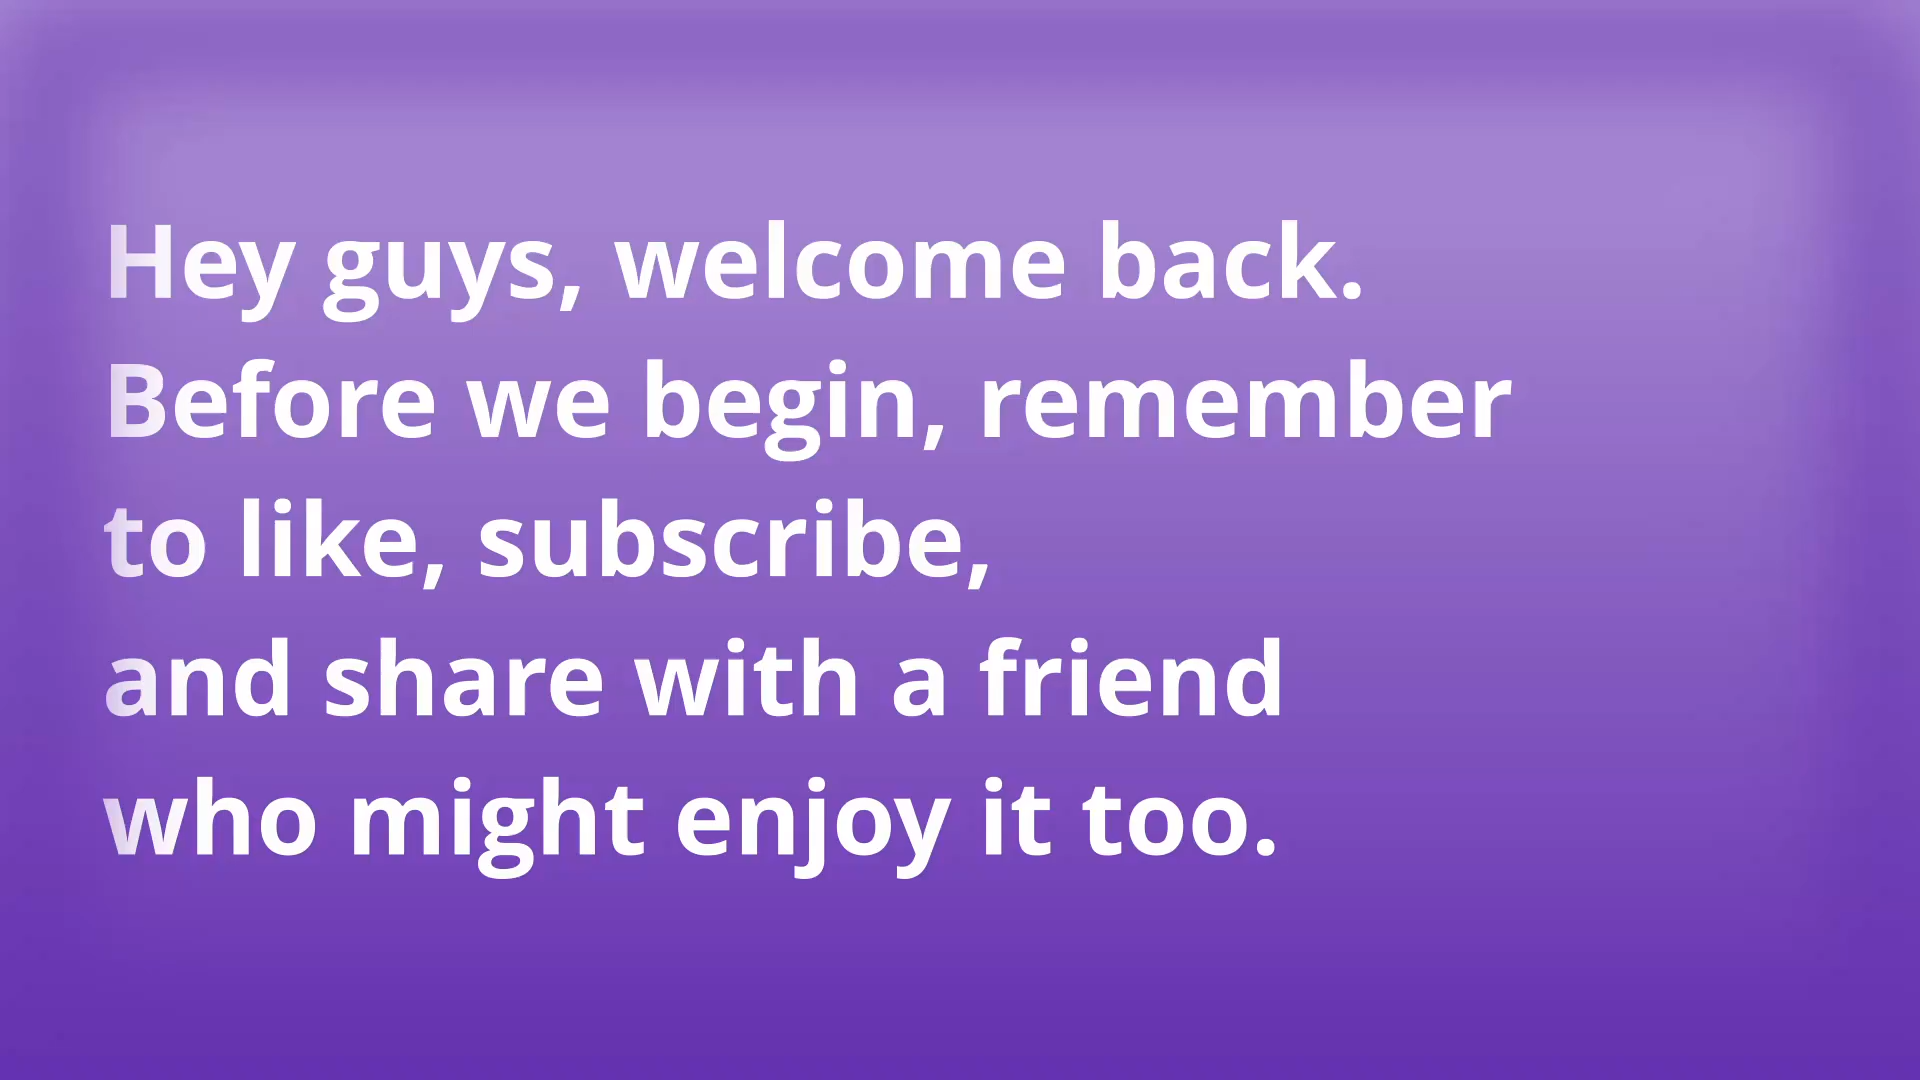 Hey guys, welcome back.
Before we begin, remember
to like, subscribe,
and share with a friend
who might enjoy it too.